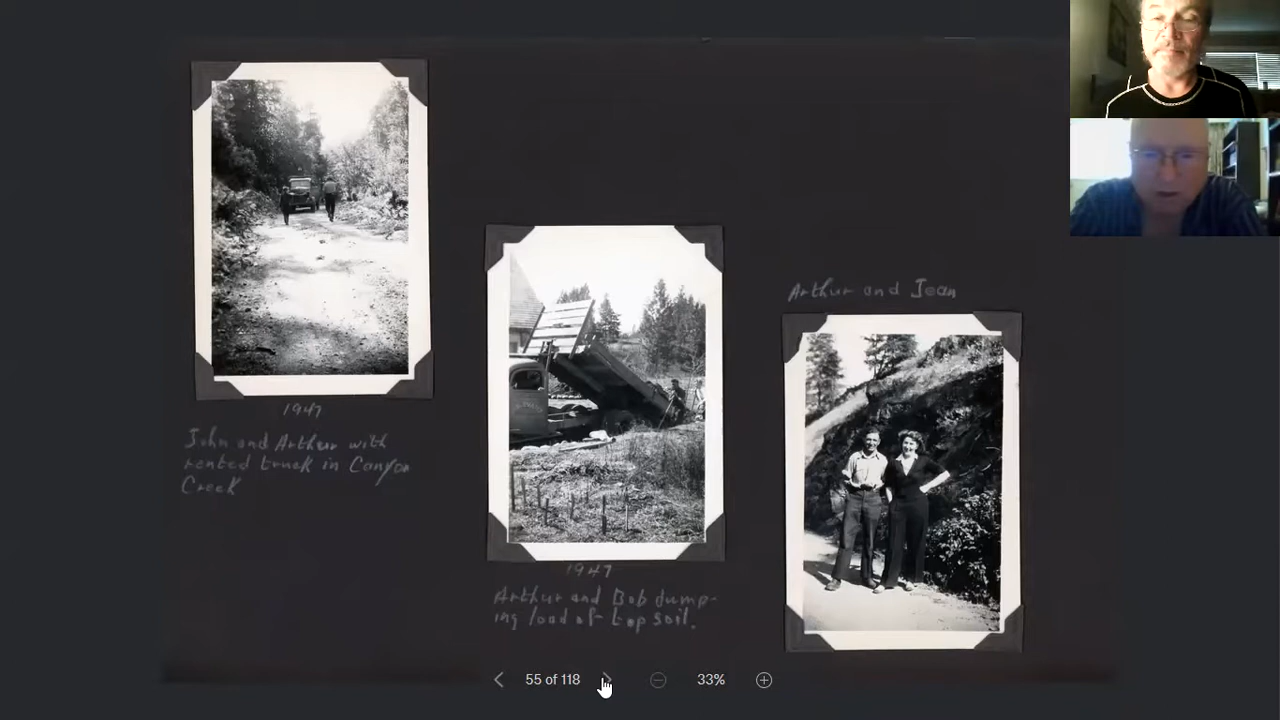 1947
John and Arthur with
rented truck in Canyon
Creek
1947
Arthur and Bob dump-
ing load of top soil.
Arthur and Jean
55 of 118
33%